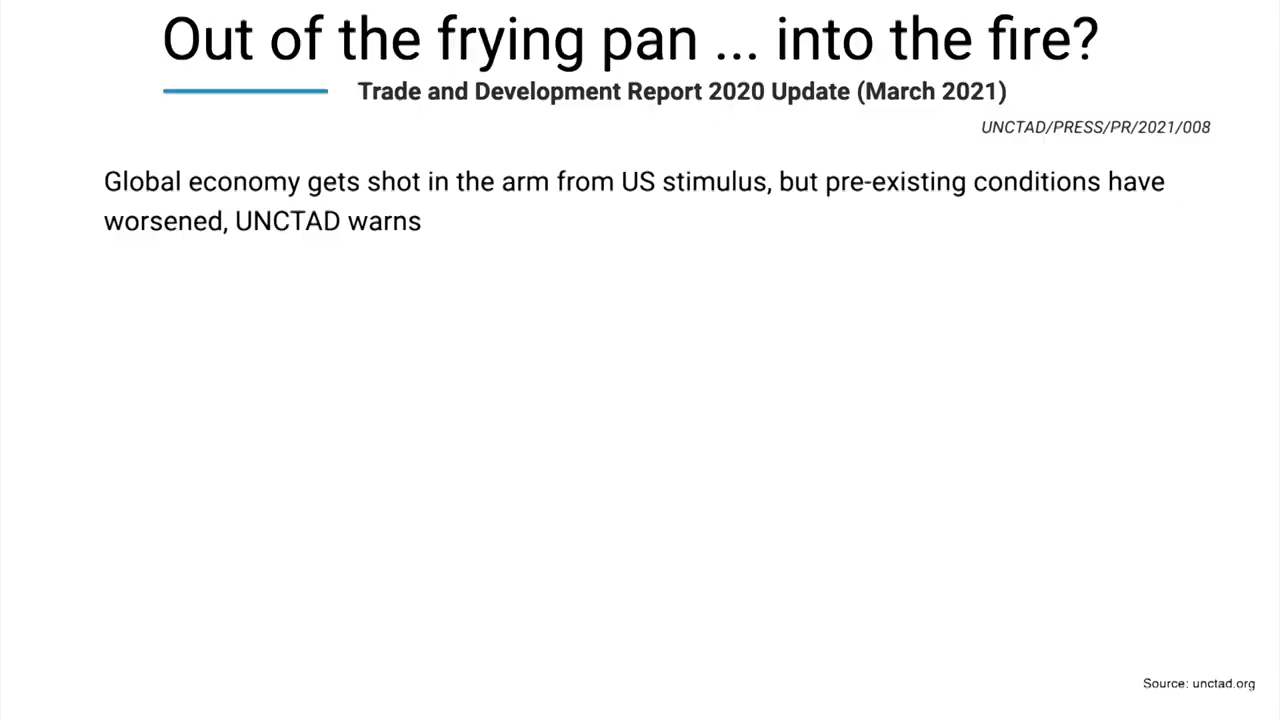 Out of the frying pan ... into the fire?
Trade and Development Report 2020 Update (March 2021)
UNCTAD/PRESS/PR/2021/008
Global economy gets shot in the arm from US stimulus, but pre-existing conditions have
worsened, UNCTAD warns
Source: unctad.org